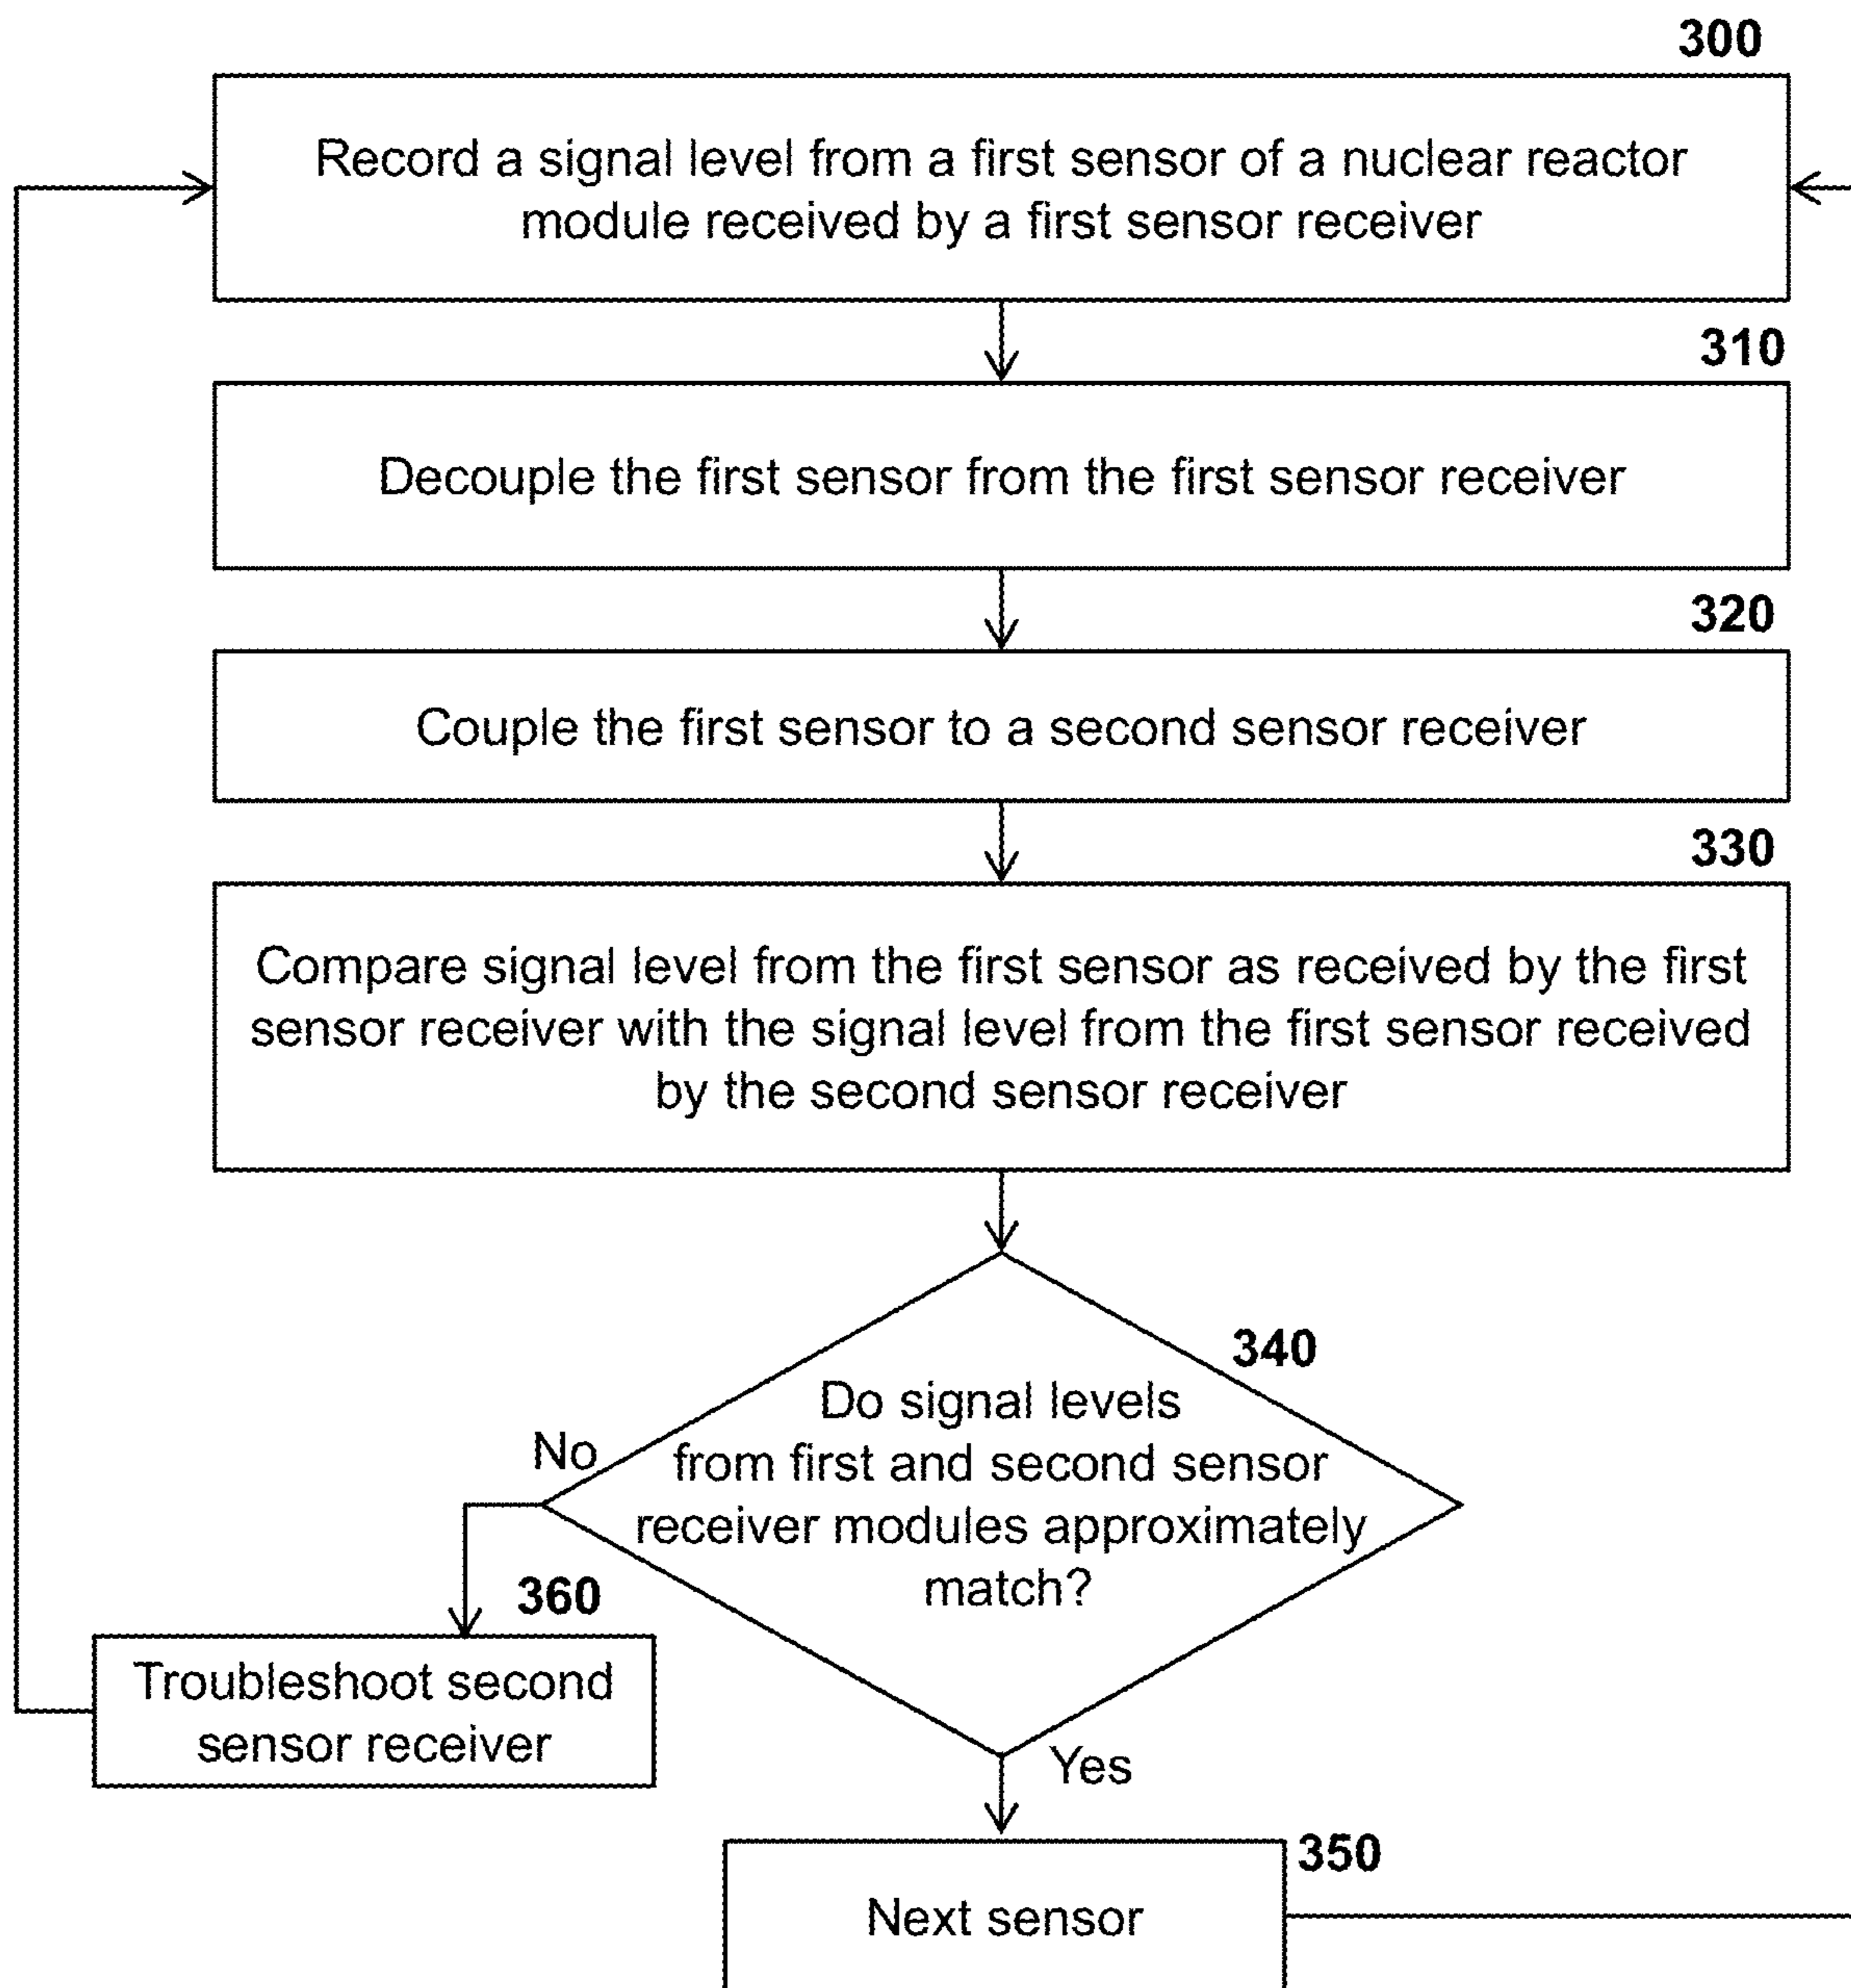 300
Record a signal level from a first sensor of a nuclear reactor
module received by a first sensor receiver
310
Decouple the first sensor from the first sensor receiver
320
Couple the first sensor to a second sensor receiver
330
Compare signal level from the first sensor as received by the first
sensor receiver with the signal level from the first sensor received
by the second sensor receiver
340
Do signal levels
from first and second sensor
receiver modules approximately
match?
No
360
Troubleshoot second
sensor receiver
Yes
350
Next sensor